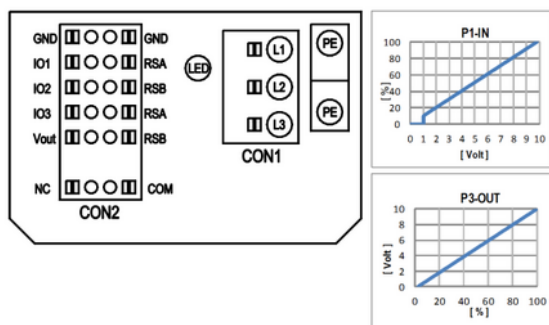 GND GND
IO1 RSA
IO2 RSB
IO3 RSA
Vout RSB
NC COM
CON2
LED
L1
L2
L3
CON1
PE
PE
P1-IN
100
80
60
40
20
0
[ % ]
0 1 2 3 4 5 6 7 8 9 10
[ Volt ]
P3-OUT
10
8
6
4
2
0
[ Volt ]
0 20 40 60 80 100
[ % ]